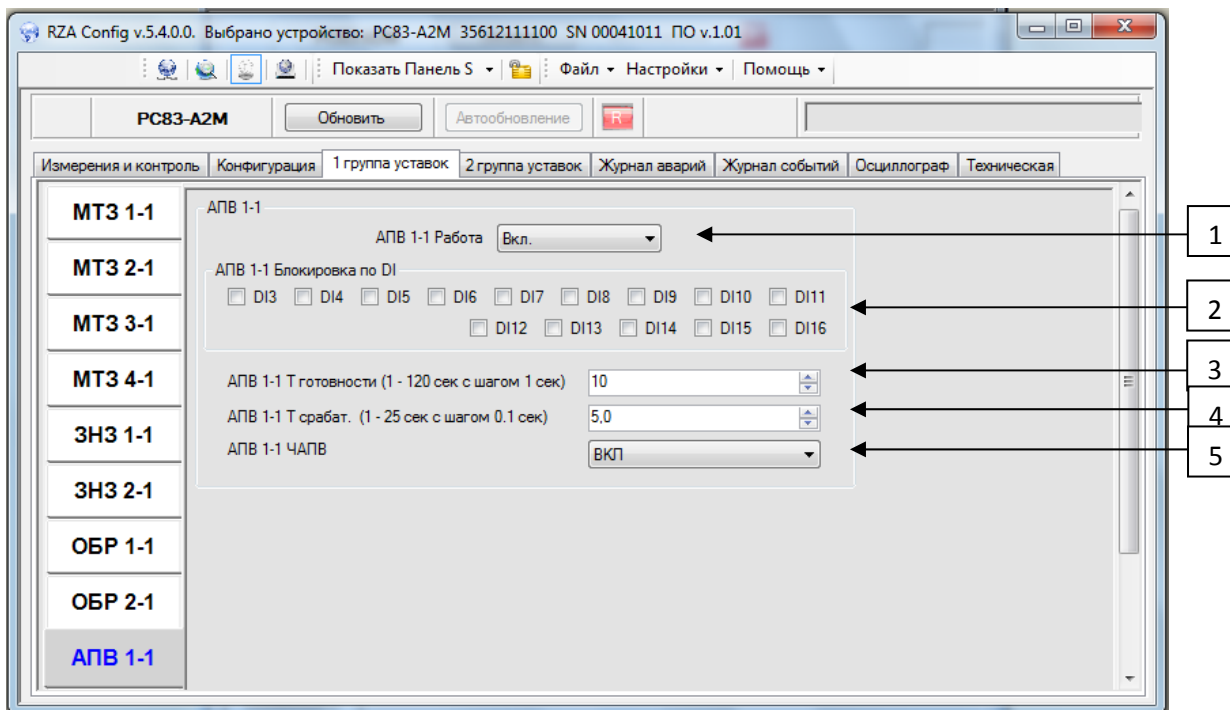 RZA Config v.5.4.0.0. Выбрано устройство: РС83-А2М 35612111100 SN 00041011 ПО v.1.01
Показать Панель S Файл Настройки Помощь
РС83-А2М Обновить Автообновление R
Измерения и контроль Конфигурация 1 группа уставок 2 группа уставок Журнал аварий Журнал событий Осциллограф Техническая
МТЗ 1-1
МТЗ 2-1
МТЗ 3-1
МТЗ 4-1
ЗНЗ 1-1
ЗНЗ 2-1
ОБР 1-1
ОБР 2-1
АПВ 1-1
АПВ 1-1
АПВ 1-1 Работа Вкл.
АПВ 1-1 Блокировка по DI
DI3 DI4 DI5 DI6 DI7 DI8 DI9 DI10 DI11
DI12 DI13 DI14 DI15 DI16
АПВ 1-1 Т готовности (1 - 120 сек с шагом 1 сек) 10
АПВ 1-1 Т срабат. (1 - 25 сек с шагом 0.1 сек) 5,0
АПВ 1-1 ЧАПВ ВКЛ
1
2
3
4
5